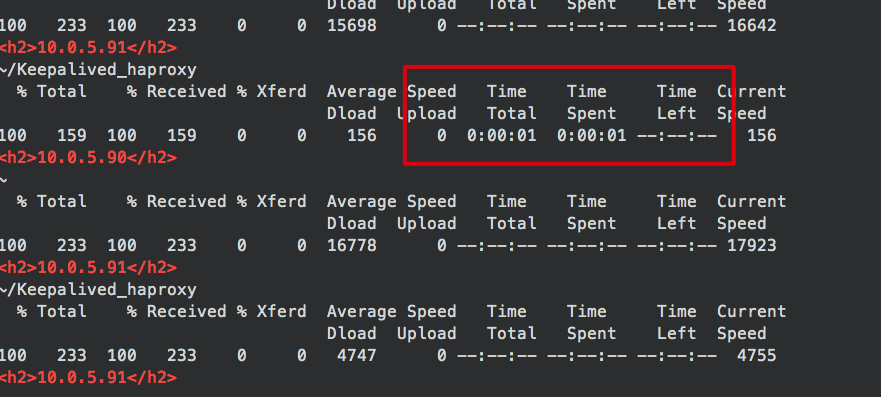 Dload Upload Total Spent Left Speed
100 233 100 233 0 0 15698 0 --:--:-- --:--:-- --:--:-- 16642
<h2>10.0.5.91</h2>
~/Keepalived_haproxy
% Total % Received % Xferd Average Speed Time Time Time Current
Dload Upload Total Spent Left Speed
100 159 100 159 0 0 156 0 0:00:01 0:00:01 --:--:-- 156
<h2>10.0.5.90</h2>
~
% Total % Received % Xferd Average Speed Time Time Time Current
Dload Upload Total Spent Left Speed
100 233 100 233 0 0 16778 0 --:--:-- --:--:-- --:--:-- 17923
<h2>10.0.5.91</h2>
~/Keepalived_haproxy
% Total % Received % Xferd Average Speed Time Time Time Current
Dload Upload Total Spent Left Speed
100 233 100 233 0 0 4747 0 --:--:-- --:--:-- --:--:-- 4755
<h2>10.0.5.91</h2>